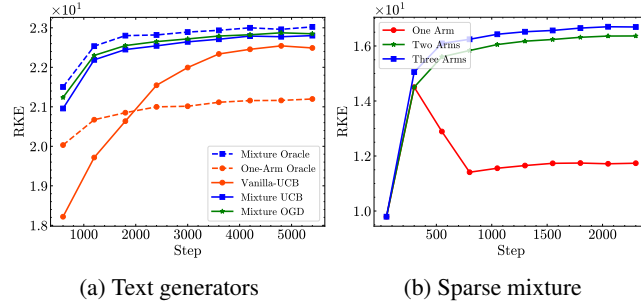 ×10¹
2.3
2.2
2.1
2.0
1.9
1.8
RKE
Mixture Oracle
One-Arm Oracle
Vanilla-UCB
Mixture UCB
Mixture OGD
1000 2000 3000 4000 5000
Step
(a) Text generators
×10¹
1.6
1.4
1.2
1.0
RKE
One Arm
Two Arms
Three Arms
500 1000 1500 2000
Step
(b) Sparse mixture